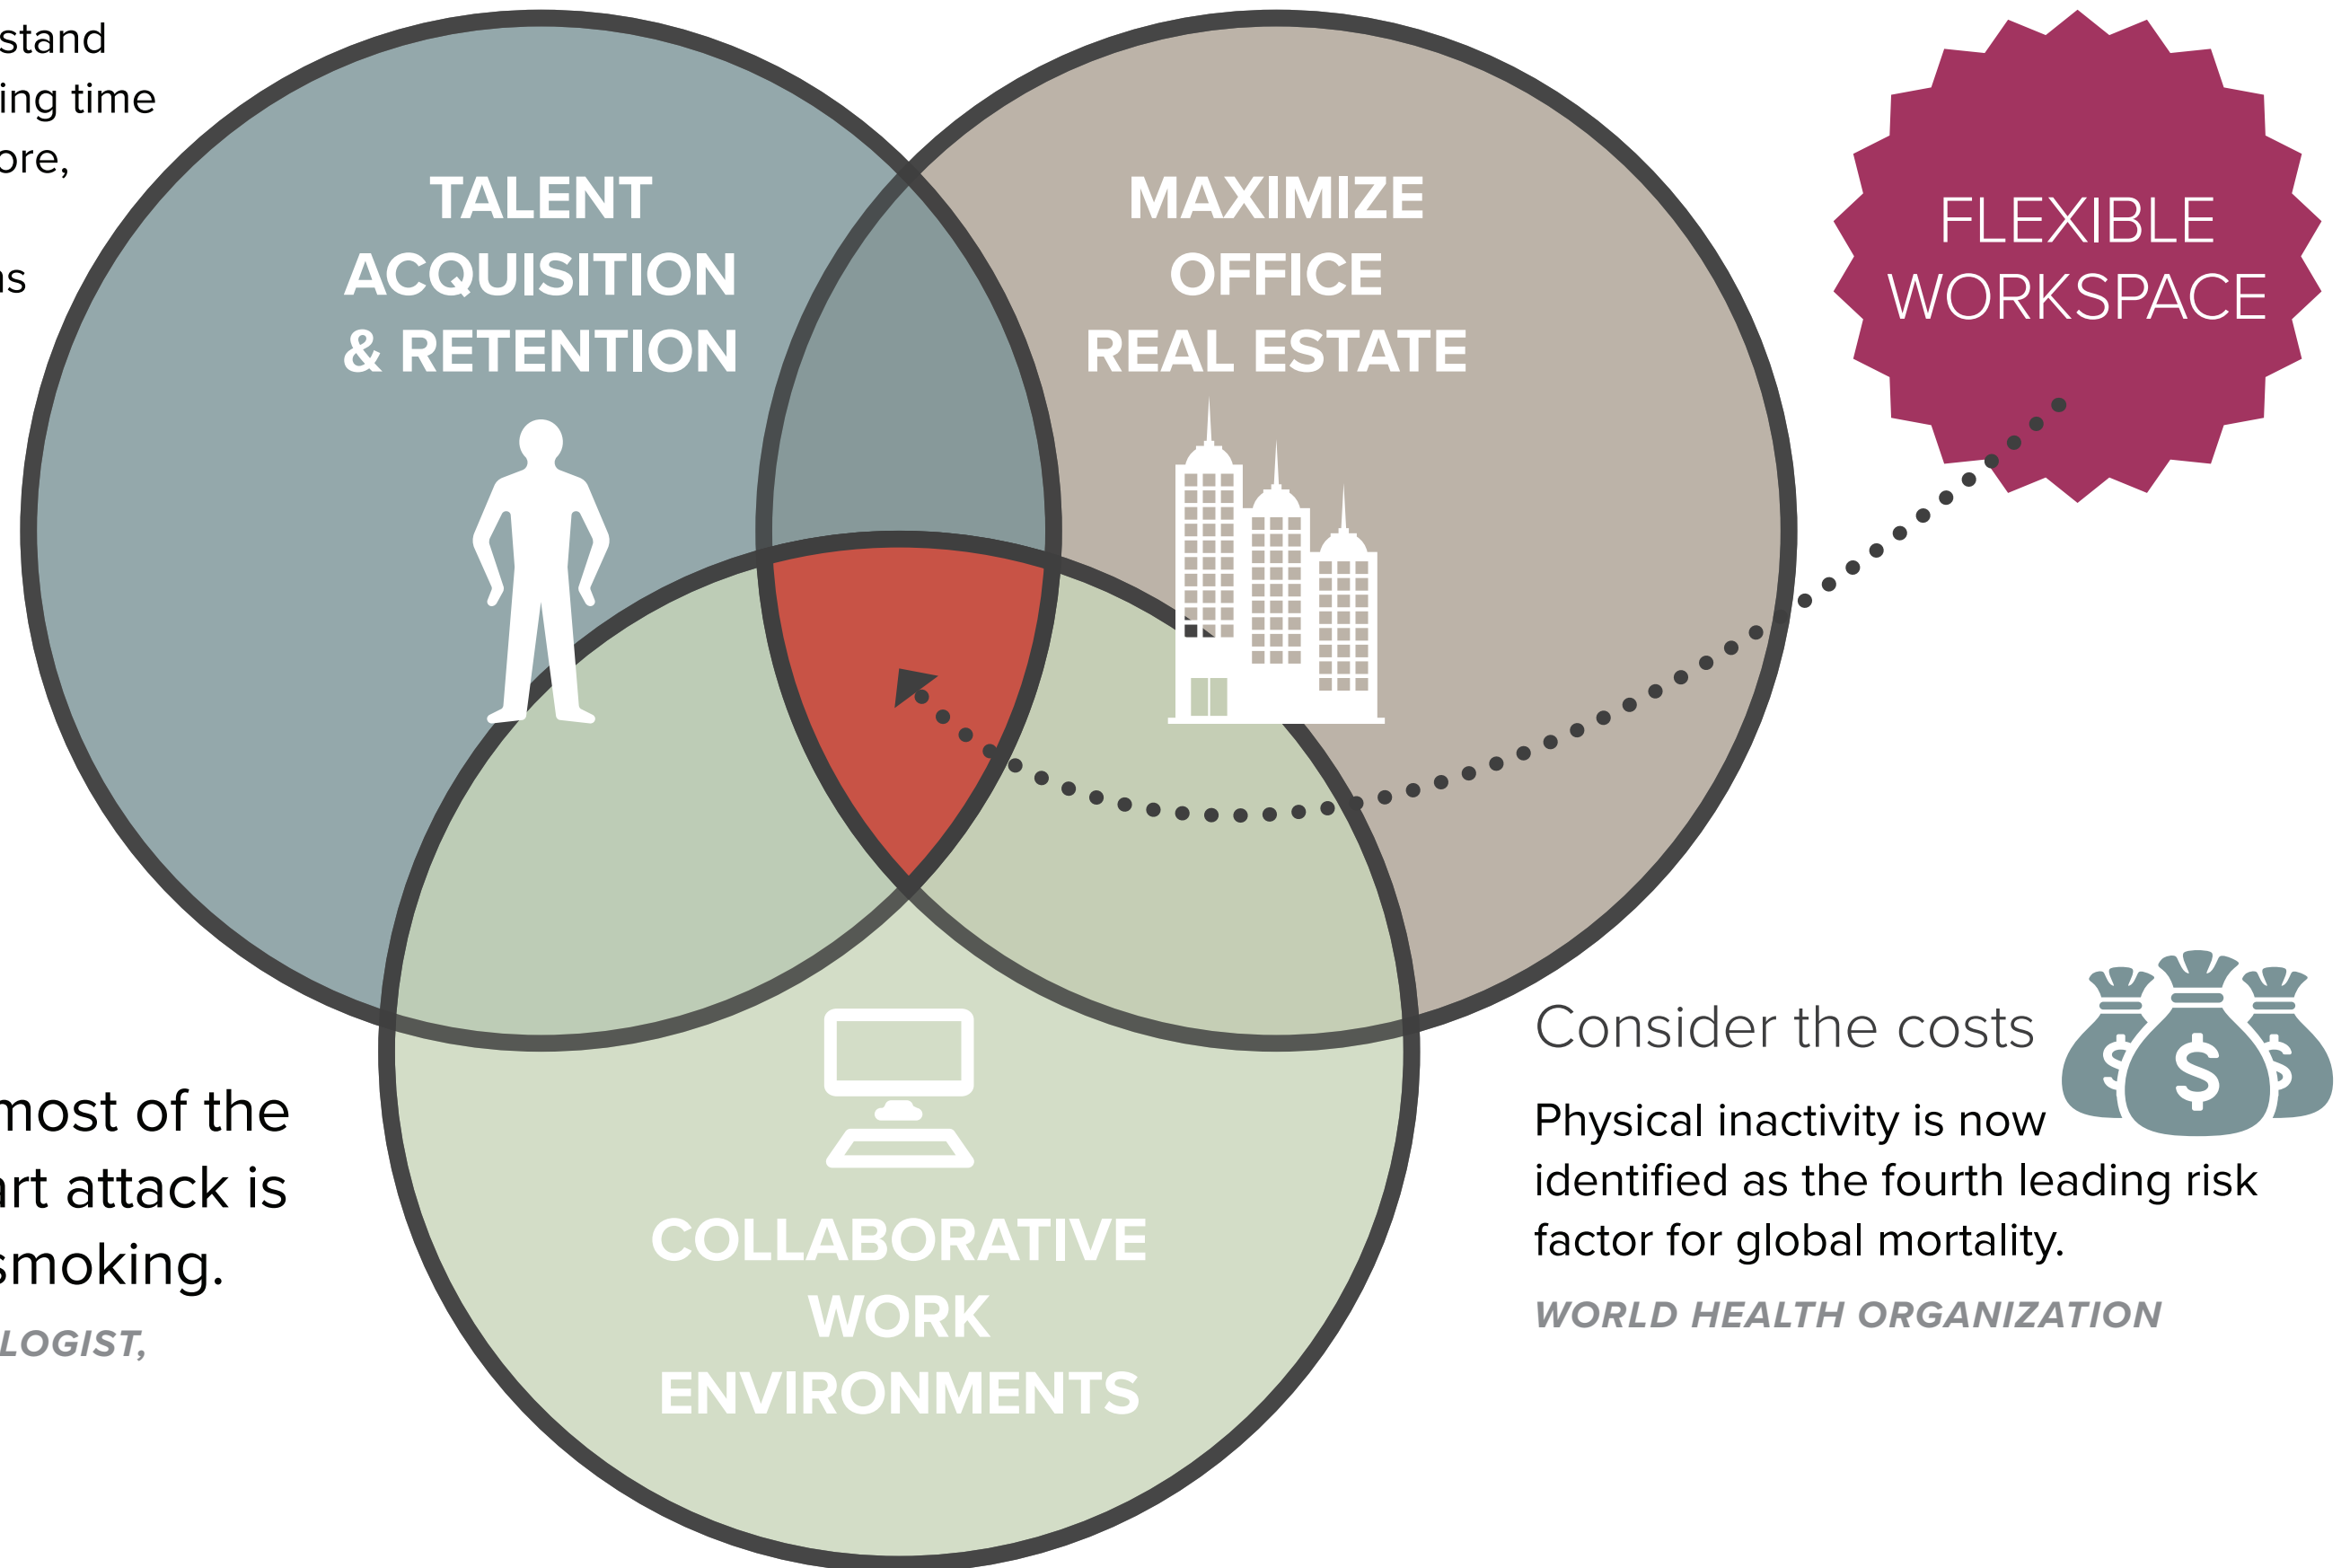 stand
ing time
ore,
ns
TALENT
ACQUISITION
& RETENTION
MAXIMIZE
OFFICE
REAL ESTATE
FLEXIBLE
WORKSPACE
most of the
rt attack is
smoking.
LOGIST,
COLLABORATIVE
WORK
ENVIRONMENTS
Consider the costs
$ $ $
Physical inactivity is now
identified as the fourth leading risk
factor for global mortality.
WORLD HEALTH ORGANIZATION